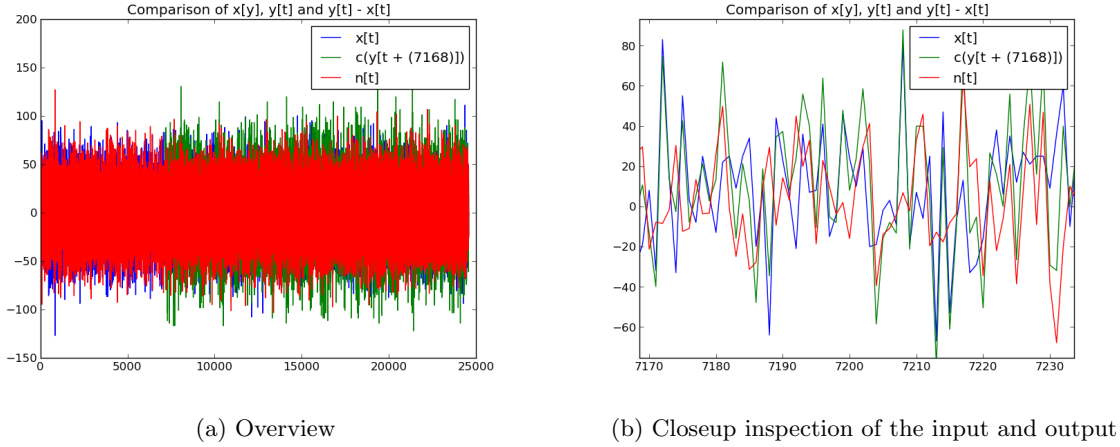 Comparison of x[y], y[t] and y[t] - x[t]
200
150
100
50
0
−50
−100
−150
0
5000
10000
15000
20000
25000
x[t]
c(y[t + (7168)])
n[t]
(a) Overview
Comparison of x[y], y[t] and y[t] - x[t]
80
60
40
20
0
−20
−40
−60
7170
7180
7190
7200
7210
7220
7230
x[t]
c(y[t + (7168)])
n[t]
(b) Closeup inspection of the input and output